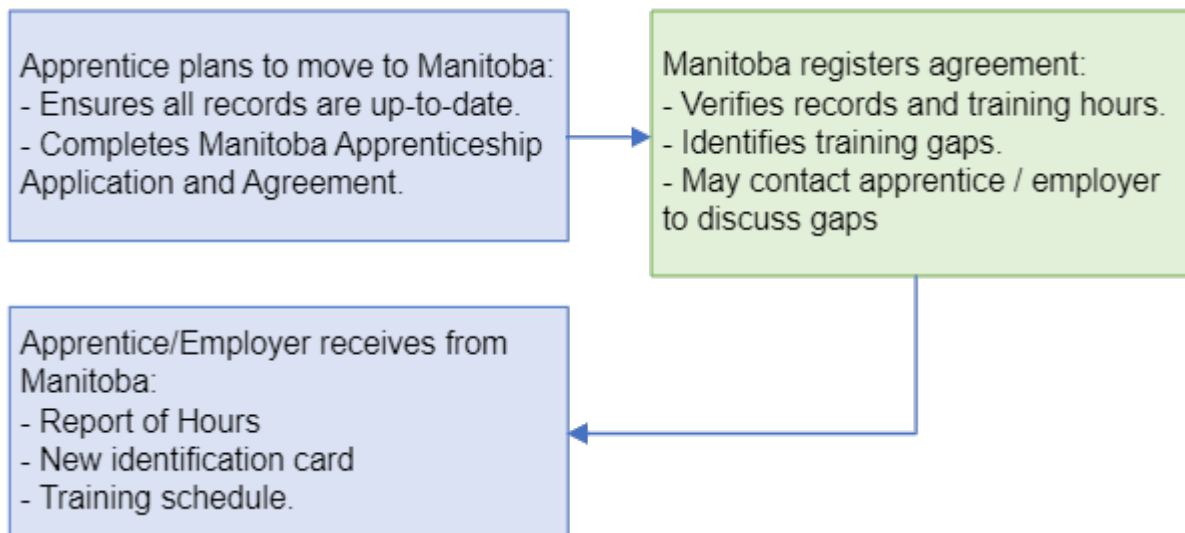 Apprentice plans to move to Manitoba:
- Ensures all records are up-to-date.
- Completes Manitoba Apprenticeship
Application and Agreement.
Manitoba registers agreement:
- Verifies records and training hours.
- Identifies training gaps.
- May contact apprentice / employer
to discuss gaps
Apprentice/Employer receives from
Manitoba:
- Report of Hours
- New identification card
- Training schedule.